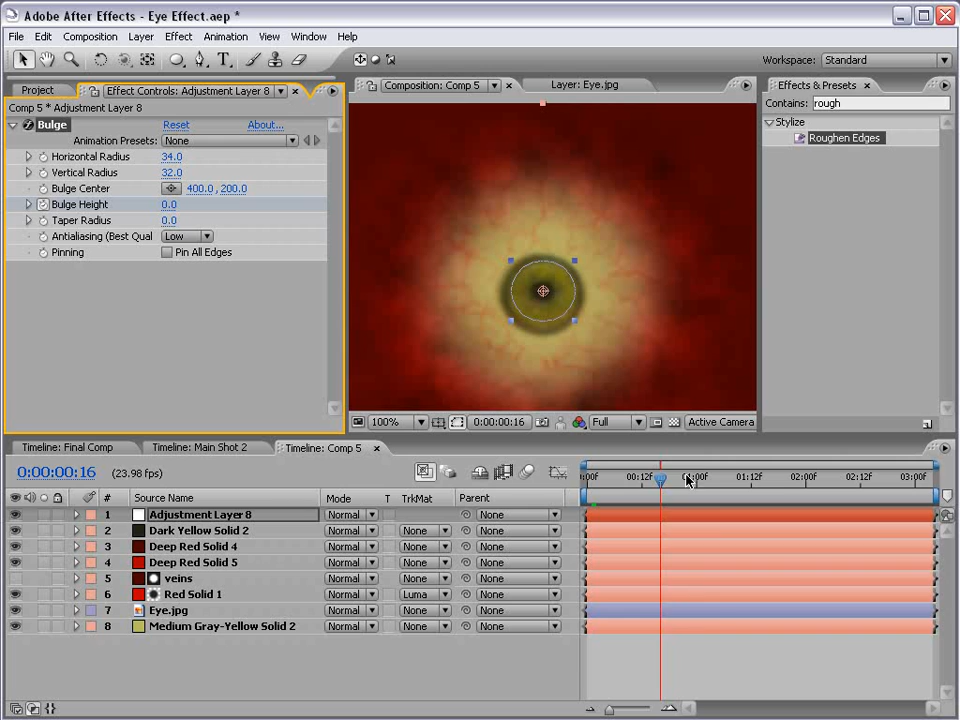 Adobe After Effects - Eye Effect.aep *
File Edit Composition Layer Effect Animation View Window Help
T Workspace: Standard
Project Effect Controls: Adjustment Layer 8 Composition: Comp 5 Layer: Eye.jpg Effects & Presets
Comp 5 * Adjustment Layer 8 Contains: rough
Bulge Reset About... Stylize
Animation Presets: None Roughen Edges
Horizontal Radius 34.0
Vertical Radius 32.0
Bulge Center 400.0, 200.0
Bulge Height 0.0
Taper Radius 0.0
Antialiasing (Best Qual Low
Pinning Pin All Edges
100% 0:00:00:16 Full Active Camera
Timeline: Final Comp Timeline: Main Shot 2 Timeline: Comp 5
0:00:00:16 (23.98 fps) :00f 00:12f 01:00f 01:12f 02:00f 02:12f 03:00f
# Source Name Mode T TrkMat Parent
1 Adjustment Layer 8 Normal None
2 Dark Yellow Solid 2 Normal None None
3 Deep Red Solid 4 Normal None None
4 Deep Red Solid 5 Normal None None
5 veins Normal None None
6 Red Solid 1 Normal Luma None
7 Eye.jpg Normal None None
8 Medium Gray-Yellow Solid 2 Normal None None